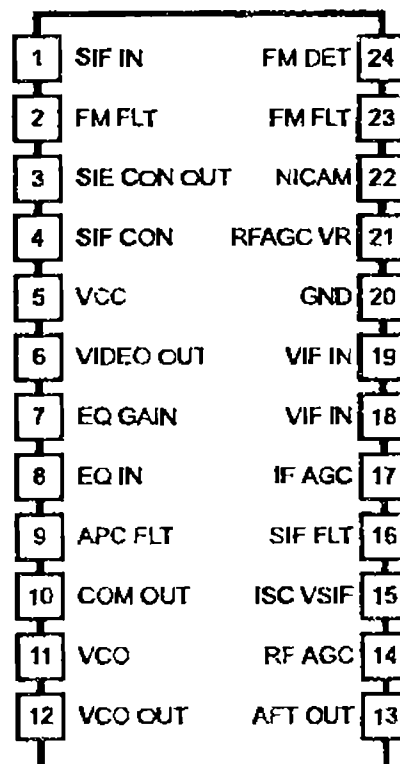 1 SIF IN FM DET 24
2 FM FLT FM FLT 23
3 SIE CON OUT NICAM 22
4 SIF CON RFAGC VR 21
5 VCC GND 20
6 VIDEO OUT VIF IN 19
7 EQ GAIN VIF IN 18
8 EQ IN IF AGC 17
9 APC FLT SIF FLT 16
10 COM OUT ISC VSIF 15
11 VCO RF AGC 14
12 VCO OUT AFT OUT 13